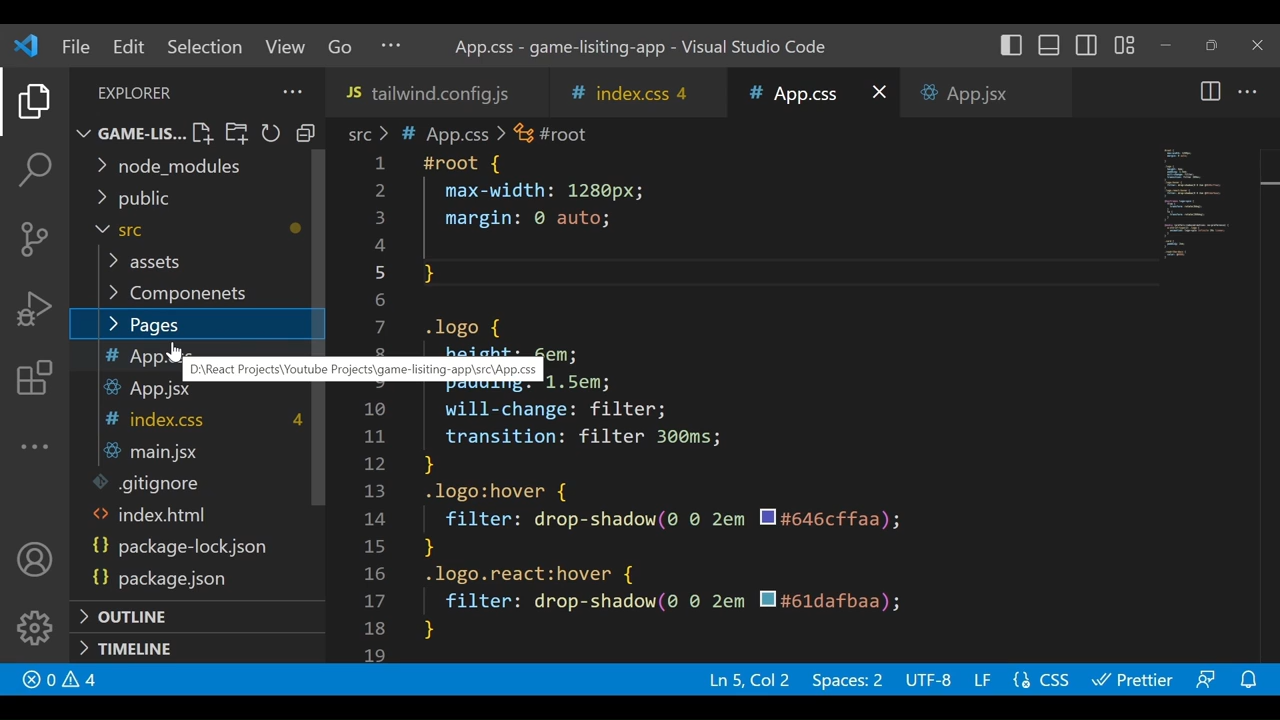 File Edit Selection View Go ···
App.css - game-lisiting-app - Visual Studio Code
EXPLORER
GAME-LIS...
node_modules
public
src
assets
Componenets
Pages
App.jsx
index.css 4
main.jsx
.gitignore
index.html
package-lock.json
package.json
OUTLINE
TIMELINE
D:\React Projects\Youtube Projects\game-lisiting-app\src\App.css
JS tailwind.config.js
# index.css 4
# App.css
App.jsx
src > # App.css > #root
1 #root {
2 max-width: 1280px;
3 margin: 0 auto;
4
5 }
6
7 .logo {
8 height: 6em;
9 padding: 1.5em;
10 will-change: filter;
11 transition: filter 300ms;
12 }
13 .logo:hover {
14 filter: drop-shadow(0 0 2em #646cffaa);
15 }
16 .logo.react:hover {
17 filter: drop-shadow(0 0 2em #61dafbaa);
18 }
19
0 4
Ln 5, Col 2 Spaces: 2 UTF-8 LF CSS Prettier